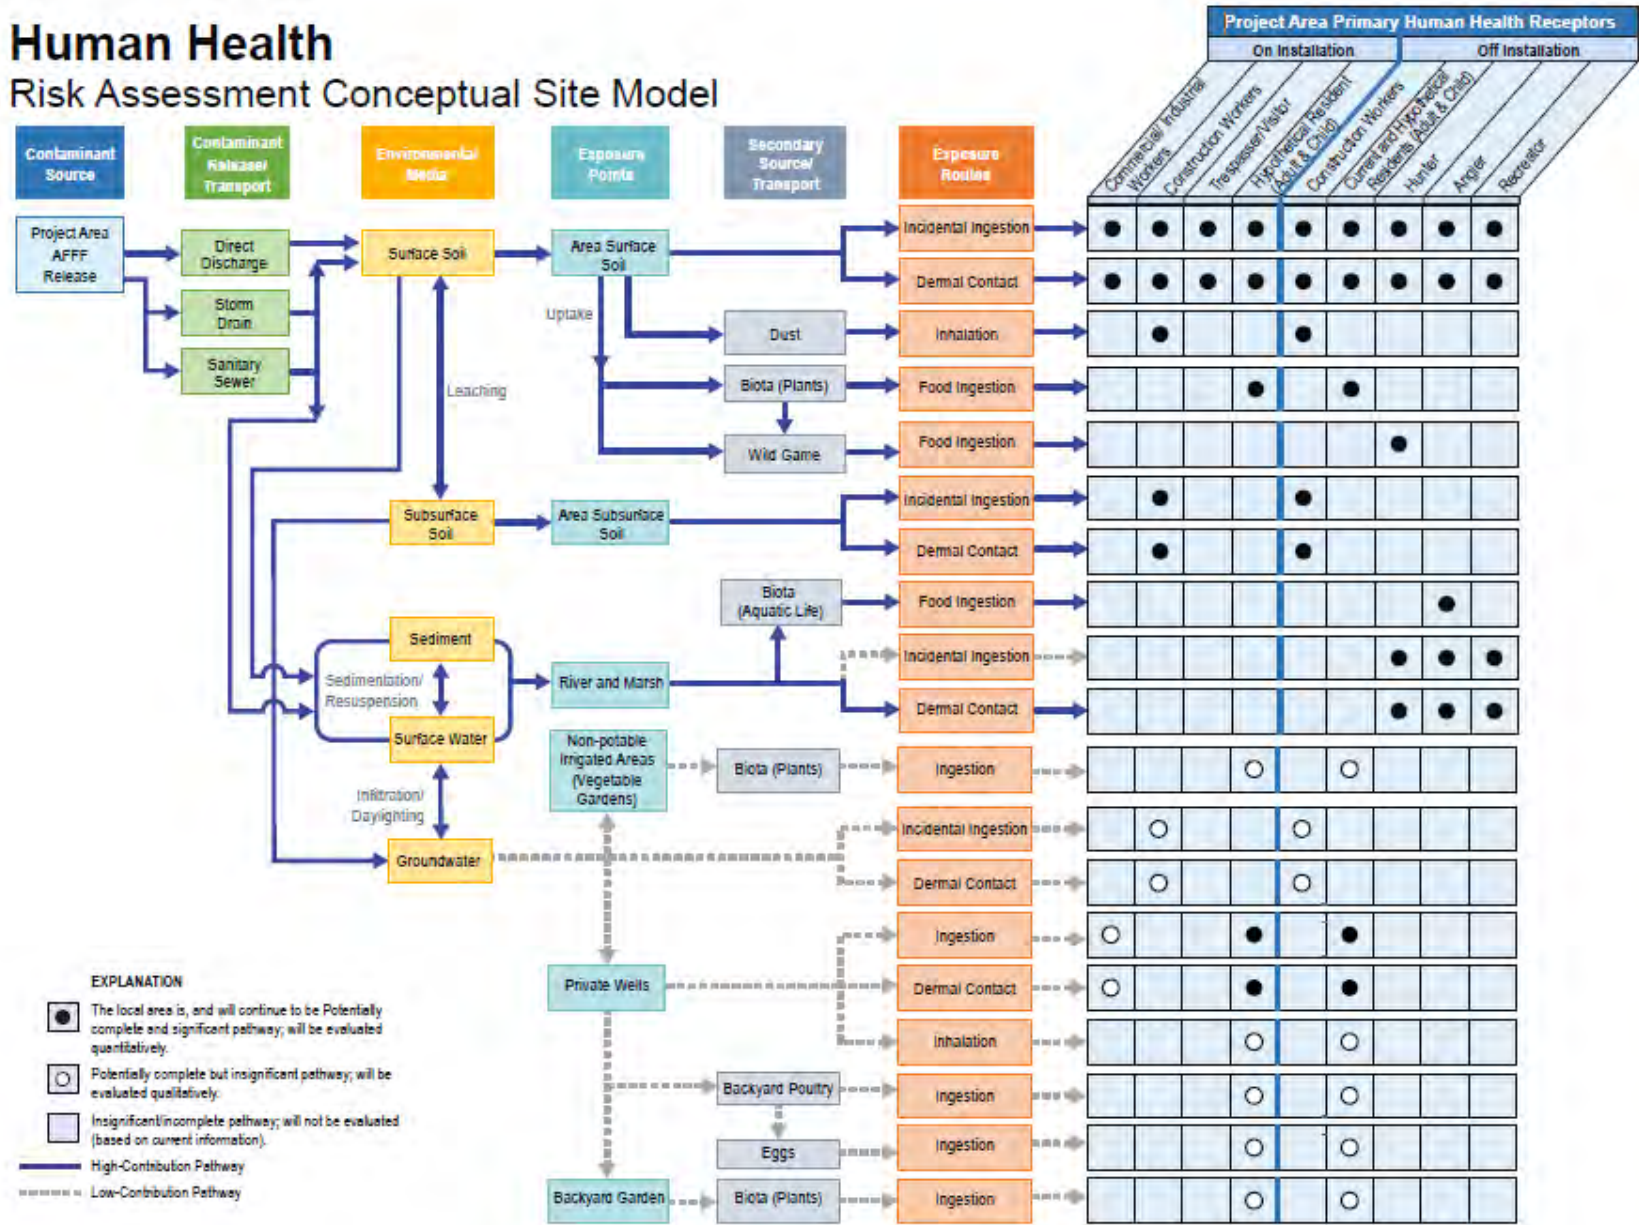 Human Health
Risk Assessment Conceptual Site Model
Project Area Primary Human Health Receptors
On Installation
Off Installation
Commercial/Industrial
Workers
Construction Workers
Trespasser/Visitor
Hypothetical Resident
(Adult & Child)
Construction Workers
Current and Hypothetical
Residents (Adult & Child)
Hunter
Angler
Recreator
Contaminant
Source
Contaminant
Release/
Transport
Environmental
Media
Exposure
Points
Secondary
Source/
Transport
Exposure
Routes
Project Area
AFFF
Release
Direct
Discharge
Storm
Drain
Sanitary
Sewer
Surface Soil
Leaching
Subsurface
Soil
Sediment
Sedimentation/
Resuspension
Surface Water
Infiltration/
Daylighting
Groundwater
Area Surface
Soil
Uptake
Area Subsurface
Soil
River and Marsh
Non-potable
Irrigated Areas
(Vegetable
Gardens)
Private Wells
Backyard Garden
Dust
Biota (Plants)
Wild Game
Biota
(Aquatic Life)
Biota (Plants)
Backyard Poultry
Eggs
Biota (Plants)
Incidental Ingestion
Dermal Contact
Inhalation
Food Ingestion
Food Ingestion
Incidental Ingestion
Dermal Contact
Food Ingestion
Incidental Ingestion
Dermal Contact
Ingestion
Incidental Ingestion
Dermal Contact
Ingestion
Dermal Contact
Inhalation
Ingestion
Ingestion
Ingestion
EXPLANATION
The local area is, and will continue to be Potentially
complete and significant pathway; will be evaluated
quantitatively.
Potentially complete but insignificant pathway; will be
evaluated qualitatively.
Insignificant/incomplete pathway; will not be evaluated
(based on current information).
High-Contribution Pathway
Low-Contribution Pathway